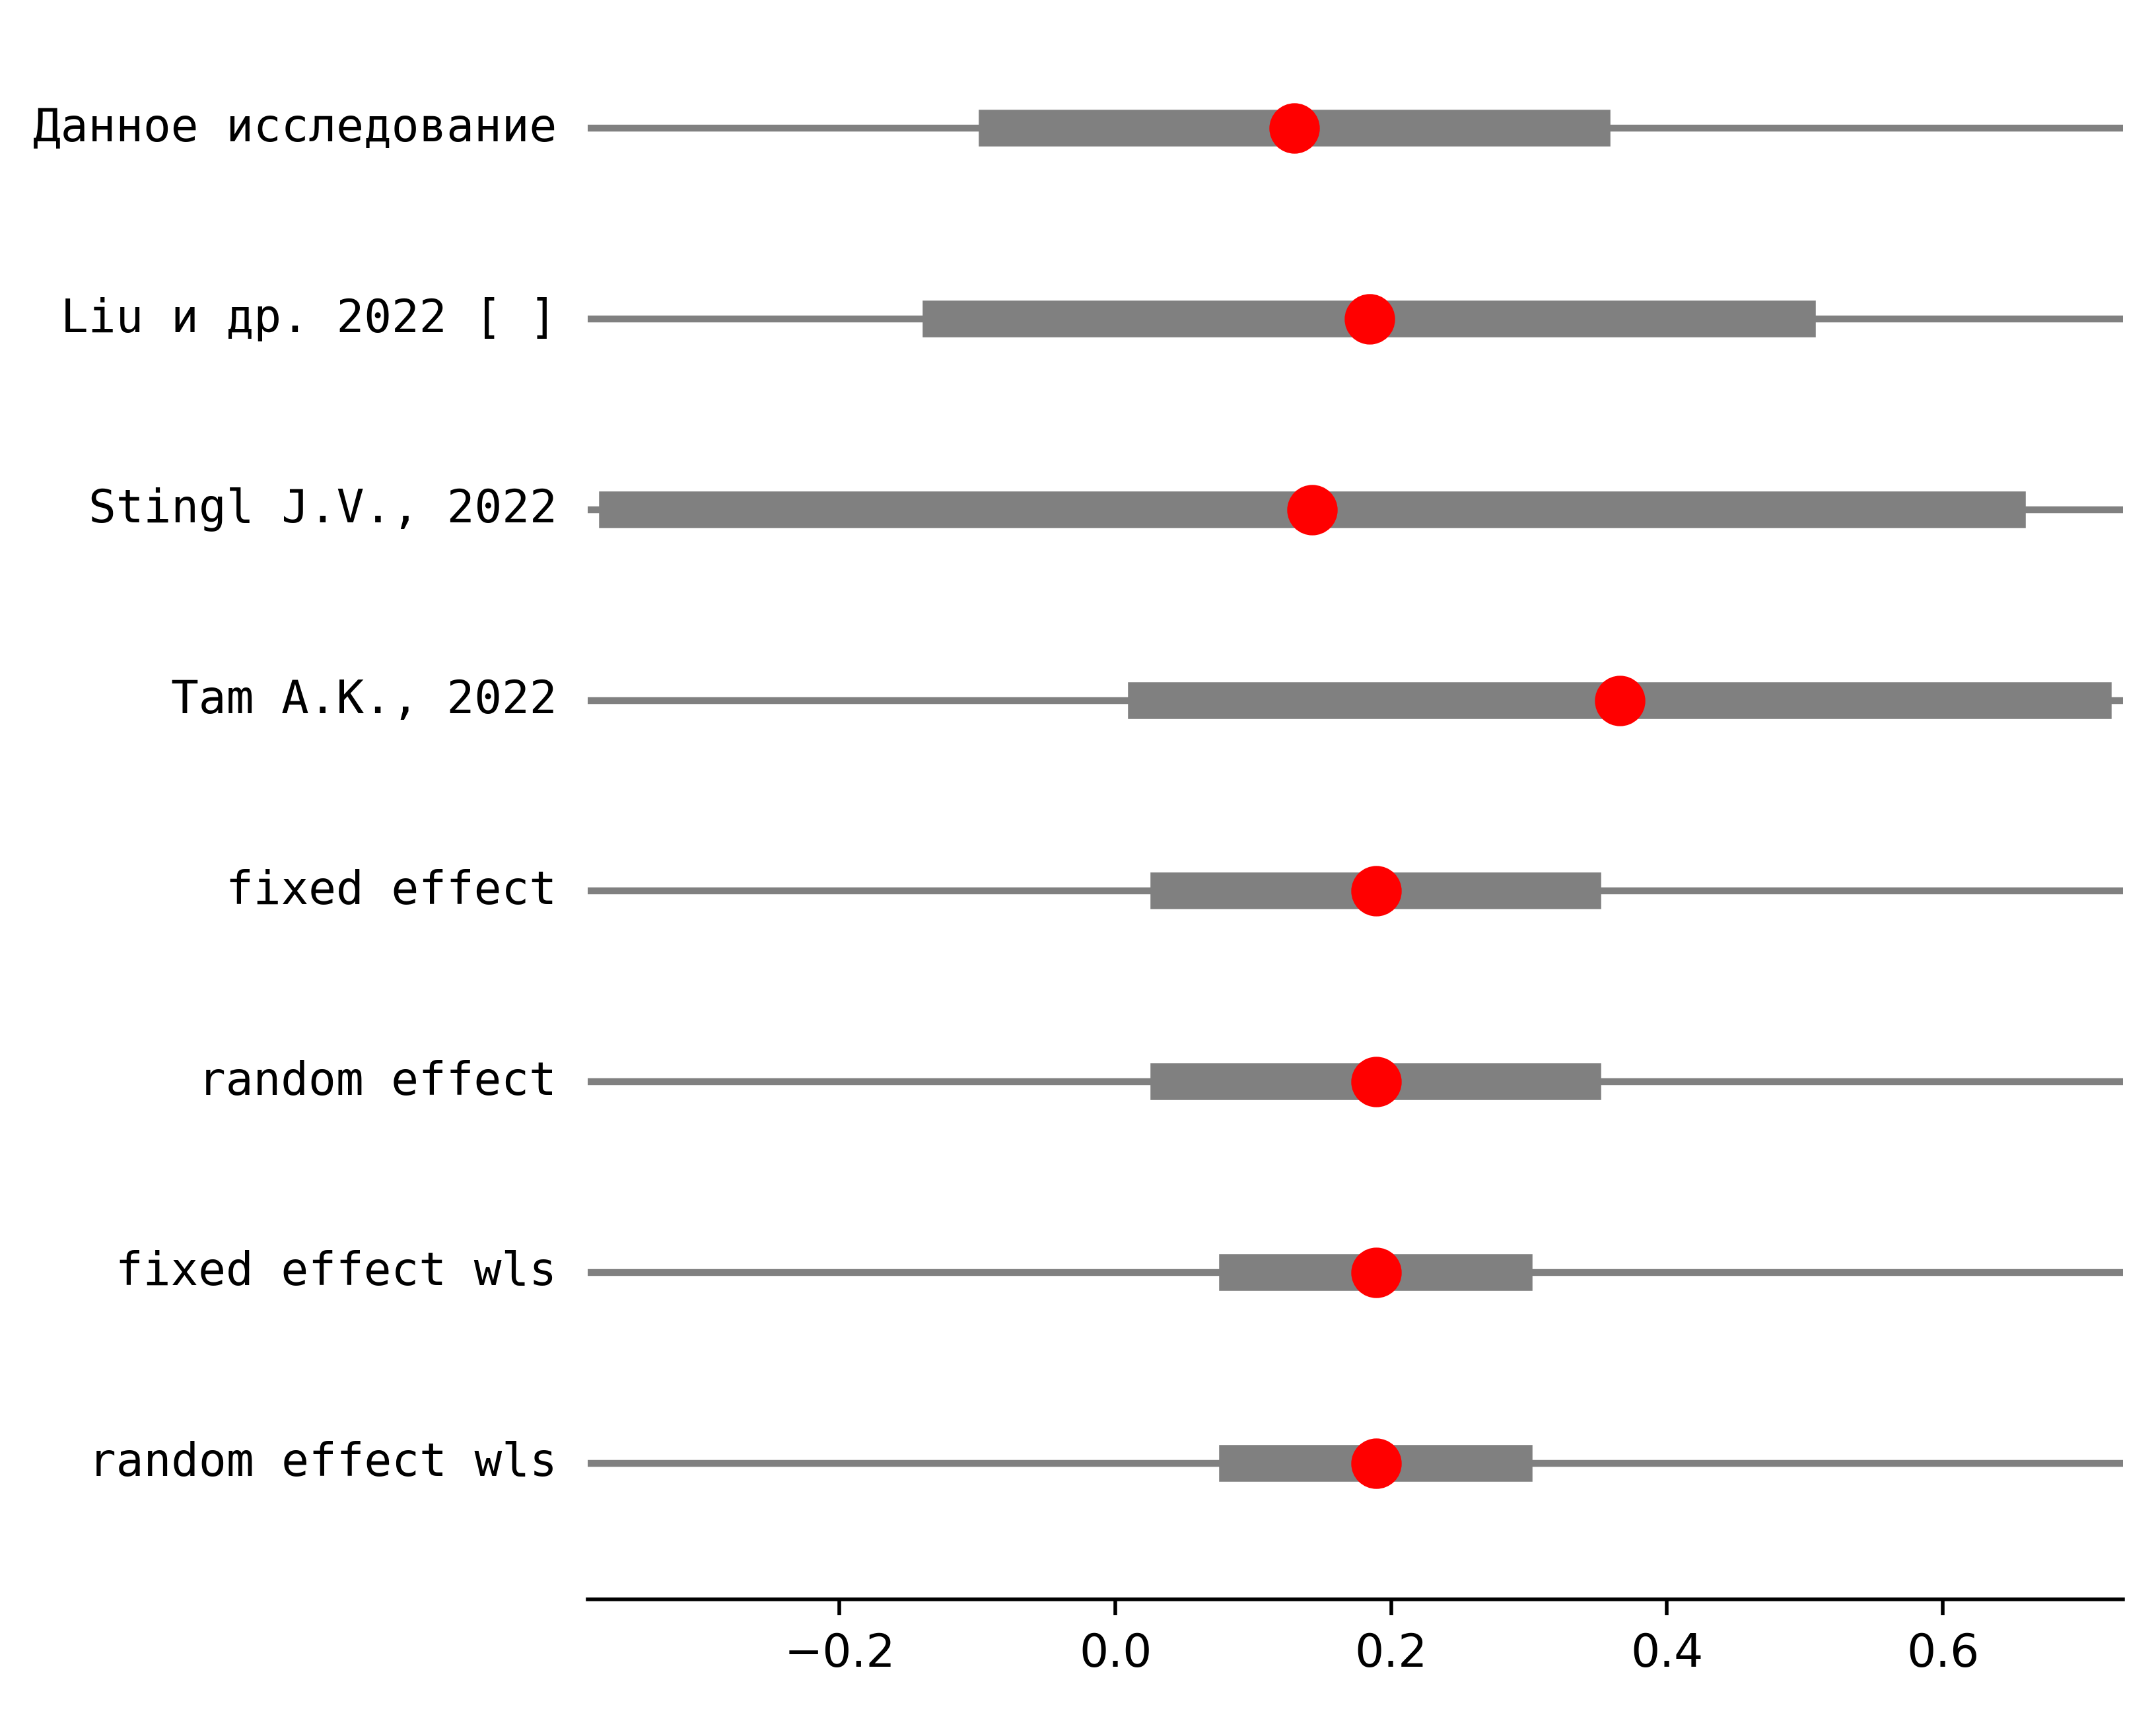 Данное исследование
Liu и др. 2022 [ ]
Stingl J.V., 2022
Tam A.K., 2022
fixed effect
random effect
fixed effect wls
random effect wls
−0.2 0.0 0.2 0.4 0.6